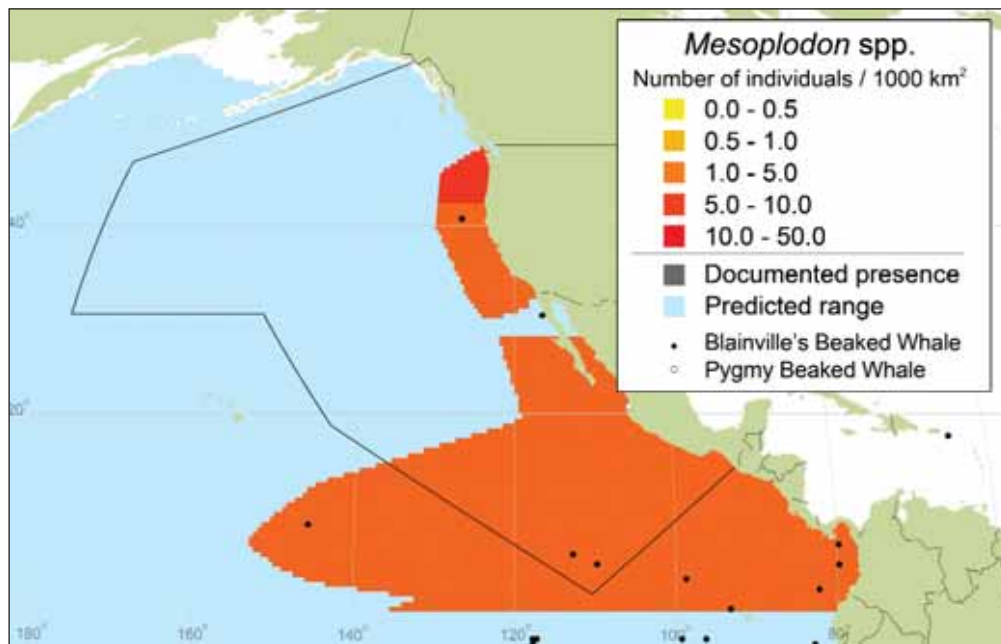 Mesoplodon spp.
Number of individuals / 1000 km²
0.0 - 0.5
0.5 - 1.0
1.0 - 5.0
5.0 - 10.0
10.0 - 50.0
Documented presence
Predicted range
Blainville's Beaked Whale
Pygmy Beaked Whale
40°
20°
180° 160° 140° 120° 100° 80°